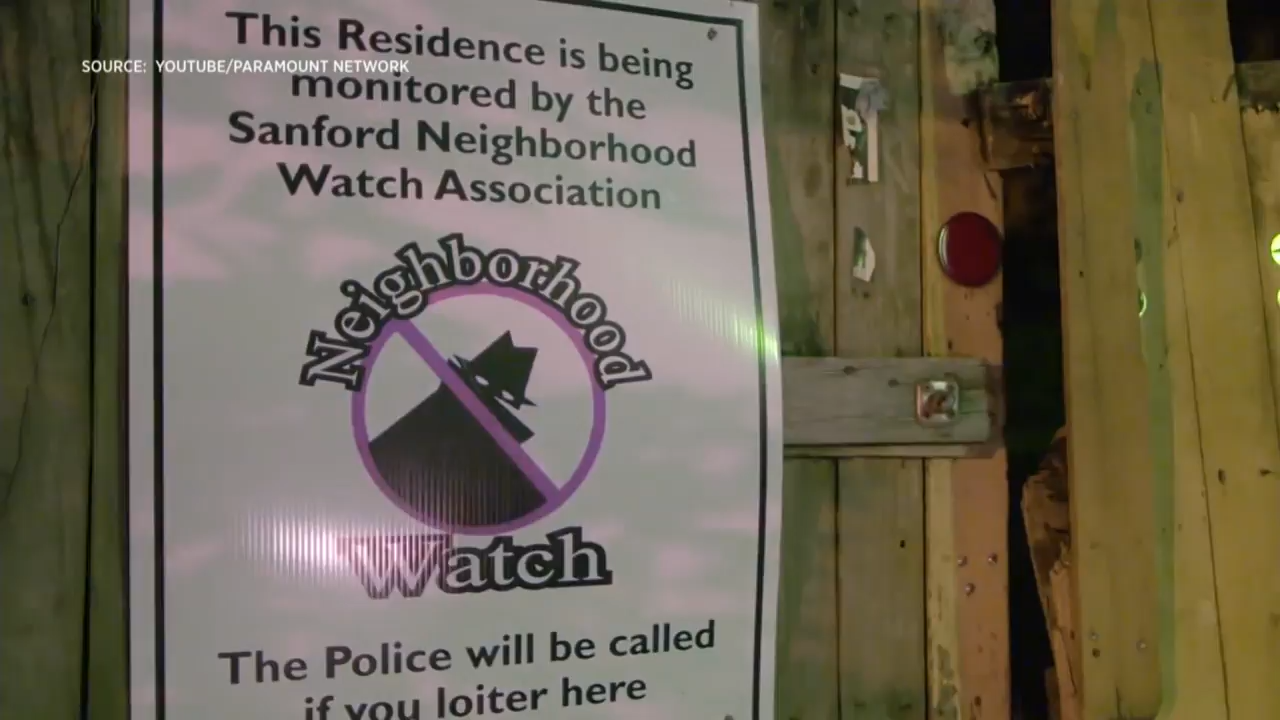 This Residence is being
SOURCE: YOUTUBE/PARAMOUNT NETWORK
monitored by the
Sanford Neighborhood
Watch Association
Neighborhood
Watch
The Police will be called
if you loiter here